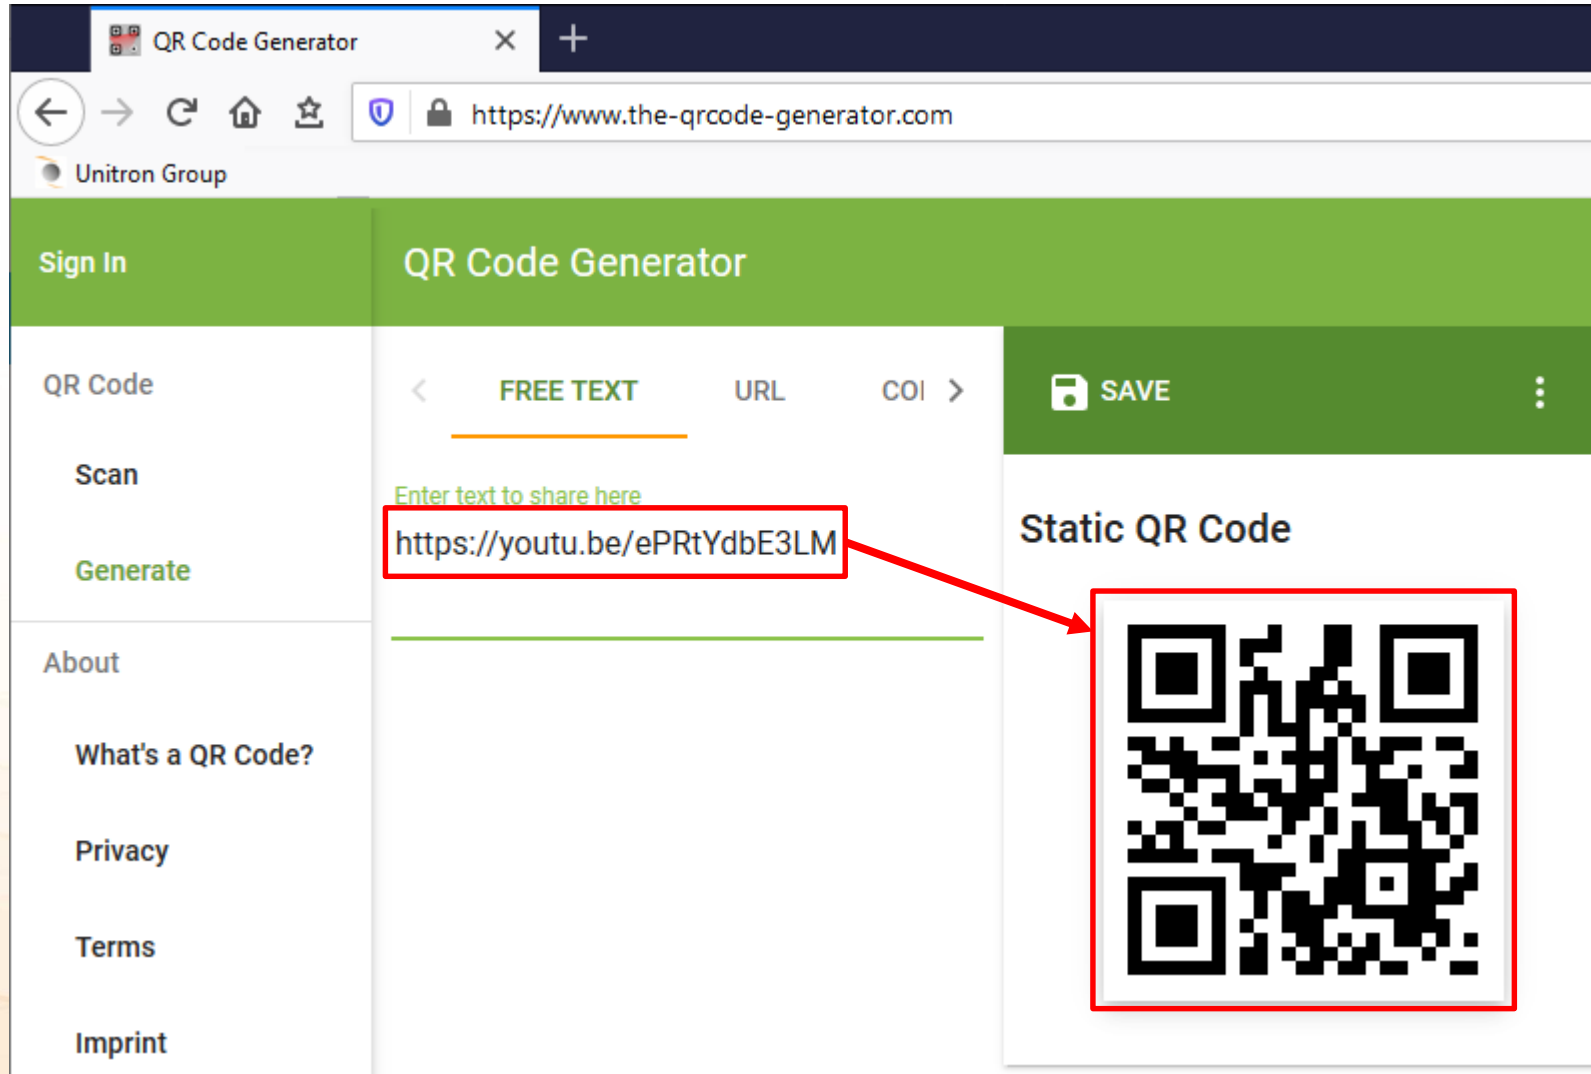 QR Code Generator
https://www.the-qrcode-generator.com
Unitron Group
Sign In
QR Code Generator
QR Code
Scan
Generate
About
What's a QR Code?
Privacy
Terms
Imprint
FREE TEXT URL
Enter text to share here
https://youtu.be/ePRtYdbE3LM
SAVE
Static QR Code